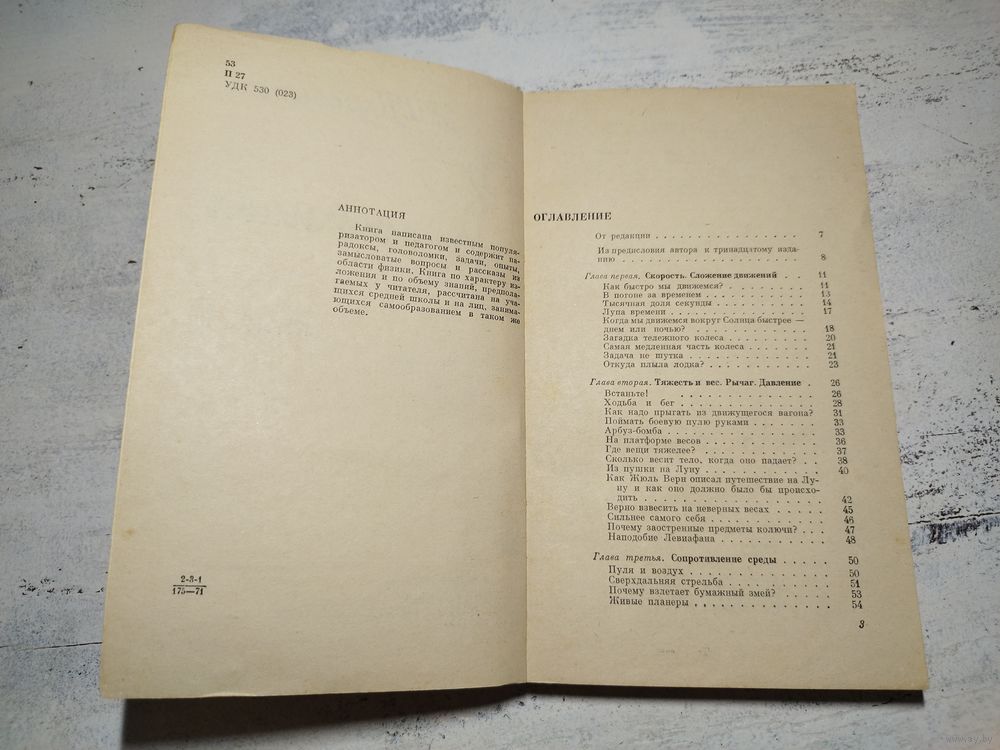 53
П 27
УДК 530 (023)
АННОТАЦИЯ
Книга написана известным популя-
ризатором и педагогом и содержит па-
радоксы, головоломки, задачи, опыты,
замысловатые вопросы и рассказы из
области физики. Книга по характеру из-
ложения и по объему знаний, предпола-
гаемых у читателя, рассчитана на уча-
щихся средней школы и на лиц, занима-
ющихся самообразованием в таком же
объеме.
2-3-1
175—71
ОГЛАВЛЕНИЕ
От редакции . . . . . . . . . . . . . . 7
Из предисловия автора к тринадцатому изда-
нию . . . . . . . . . . . . . . . . . 8
Глава первая. Скорость. Сложение движений . . 11
Как быстро мы движемся? . . . . . . . . . 11
В погоне за временем . . . . . . . . . . . 13
Тысячная доля секунды . . . . . . . . . . 14
Лупа времени . . . . . . . . . . . . . . 17
Когда мы движемся вокруг Солнца быстрее —
днем или ночью? . . . . . . . . . . . . 18
Загадка тележного колеса . . . . . . . . . 20
Самая медленная часть колеса . . . . . . . 21
Задача не шутка . . . . . . . . . . . . . 21
Откуда плыла лодка? . . . . . . . . . . . 23
Глава вторая. Тяжесть и вес. Рычаг. Давление . 26
Встаньте! . . . . . . . . . . . . . . . 26
Ходьба и бег . . . . . . . . . . . . . . 28
Как надо прыгать из движущегося вагона? 31
Поймать боевую пулю руками . . . . . . . 33
Арбуз-бомба . . . . . . . . . . . . . . . 33
На платформе весов . . . . . . . . . . . . 36
Где вещи тяжелее? . . . . . . . . . . . . 37
Сколько весит тело, когда оно падает? . . 38
Из пушки на Луну . . . . . . . . . . . . 40
Как Жюль Верн описал путешествие на Лу-
ну и как оно должно было бы происхо-
дить . . . . . . . . . . . . . . . . . 42
Верно взвесить на неверных весах . . . . . 45
Сильнее самого себя . . . . . . . . . . . 46
Почему заостренные предметы колючи? . . . 47
Наподобие Левиафана . . . . . . . . . . . 48
Глава третья. Сопротивление среды . . . . . 50
Пуля и воздух . . . . . . . . . . . . . . 50
Сверхдальняя стрельба . . . . . . . . . . 51
Почему взлетает бумажный змей? . . . . . 53
Живые планеры . . . . . . . . . . . . . . 54
3
www.ay.by